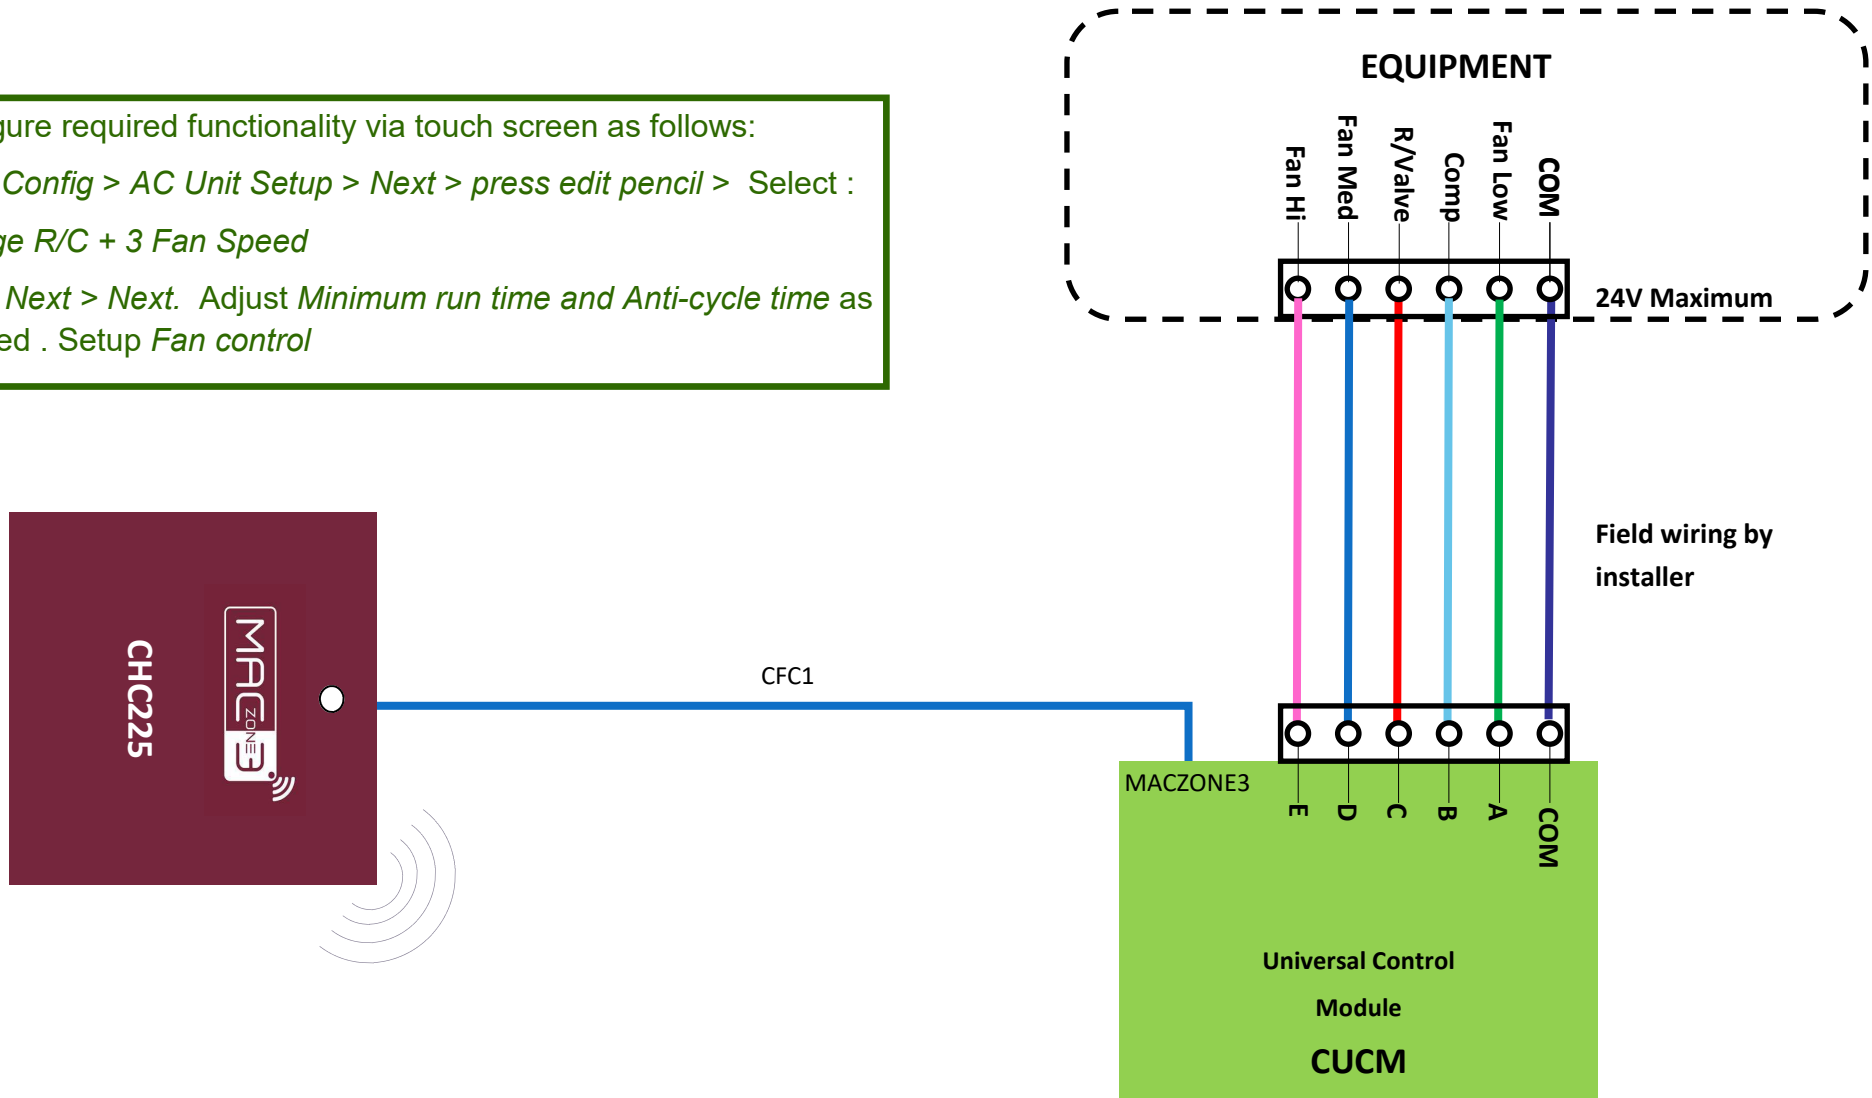 EQUIPMENT
gure required functionality via touch screen as follows:
Config > AC Unit Setup > Next > press edit pencil > Select :
ge R/C + 3 Fan Speed
Next > Next. Adjust Minimum run time and Anti-cycle time as
ed . Setup Fan control
Fan Hi
Fan Med
R/Valve
Comp
Fan Low
COM
24V Maximum
Field wiring by
installer
CHC225
MAC
ZONE
3
CFC1
MACZONE3
E
D
C
B
A
COM
Universal Control
Module
CUCM